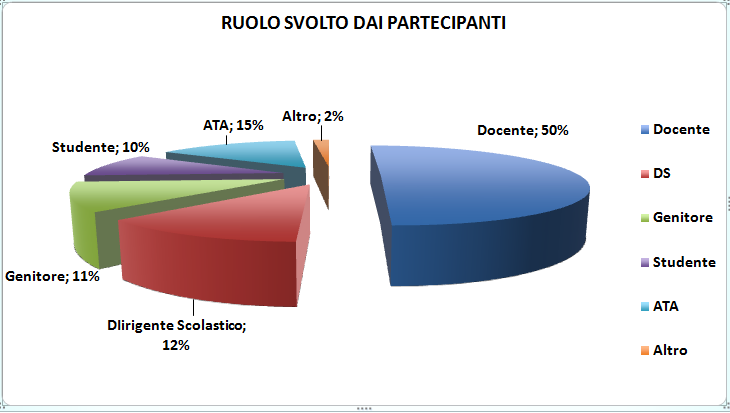 RUOLO SVOLTO DAI PARTECIPANTI
Altro; 2%
ATA; 15%
Docente; 50%
Studente; 10%
Genitore; 11%
DIirigente Scolastico;
12%
Docente
DS
Genitore
Studente
ATA
Altro